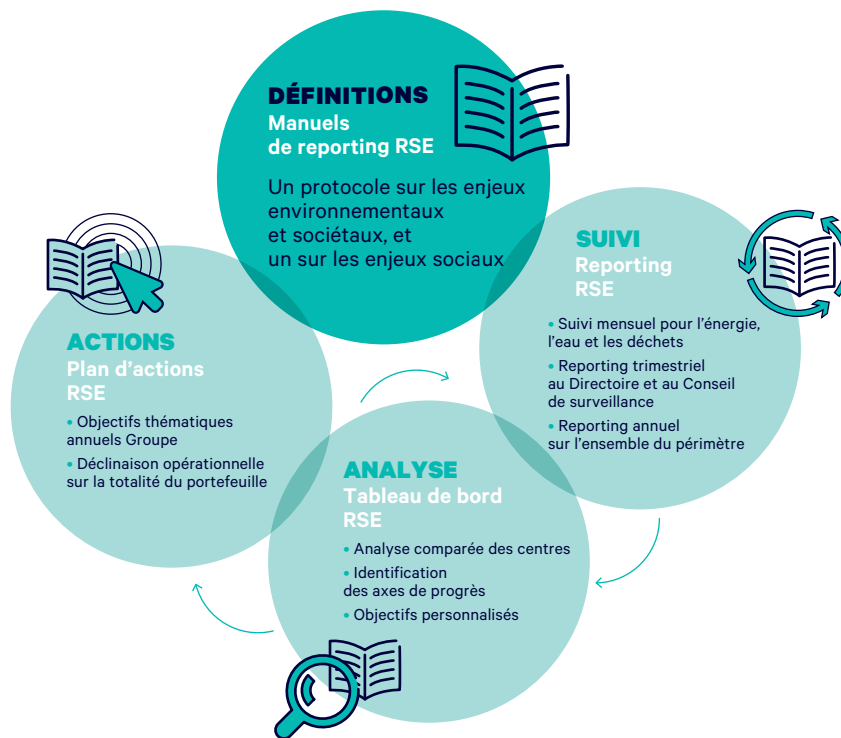 DÉFINITIONS
Manuels
de reporting RSE
Un protocole sur les enjeux
environnementaux
et sociétaux, et
un sur les enjeux sociaux
SUIVI
Reporting
RSE
• Suivi mensuel pour l'énergie,
l'eau et les déchets
• Reporting trimestriel
au Directoire et au Conseil
de surveillance
• Reporting annuel
sur l'ensemble du périmètre
ANALYSE
Tableau de bord
RSE
• Analyse comparée des centres
• Identification
des axes de progrès
• Objectifs personnalisés
ACTIONS
Plan d'actions
RSE
• Objectifs thématiques
annuels Groupe
• Déclinaison opérationnelle
sur la totalité du portefeuille